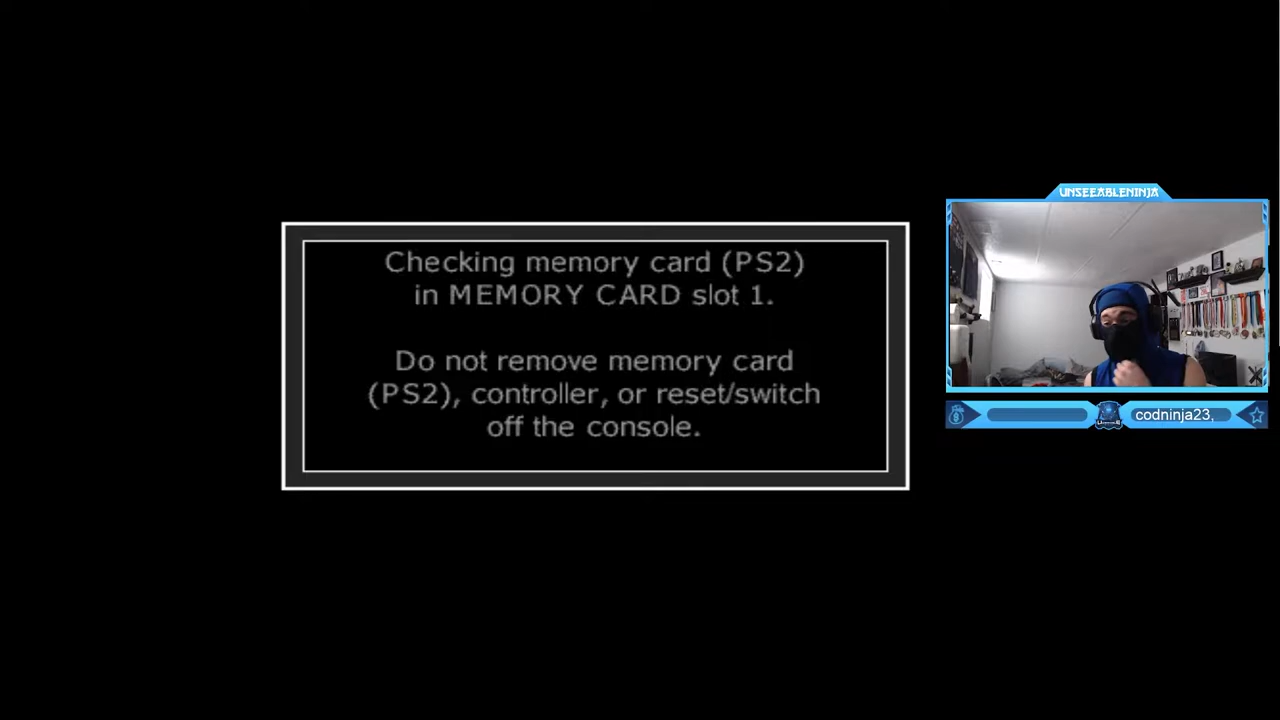 Checking memory card (PS2)
in MEMORY CARD slot 1.
Do not remove memory card
(PS2), controller, or reset/switch
off the console.
UNSEEABLENINJA
codninja23,